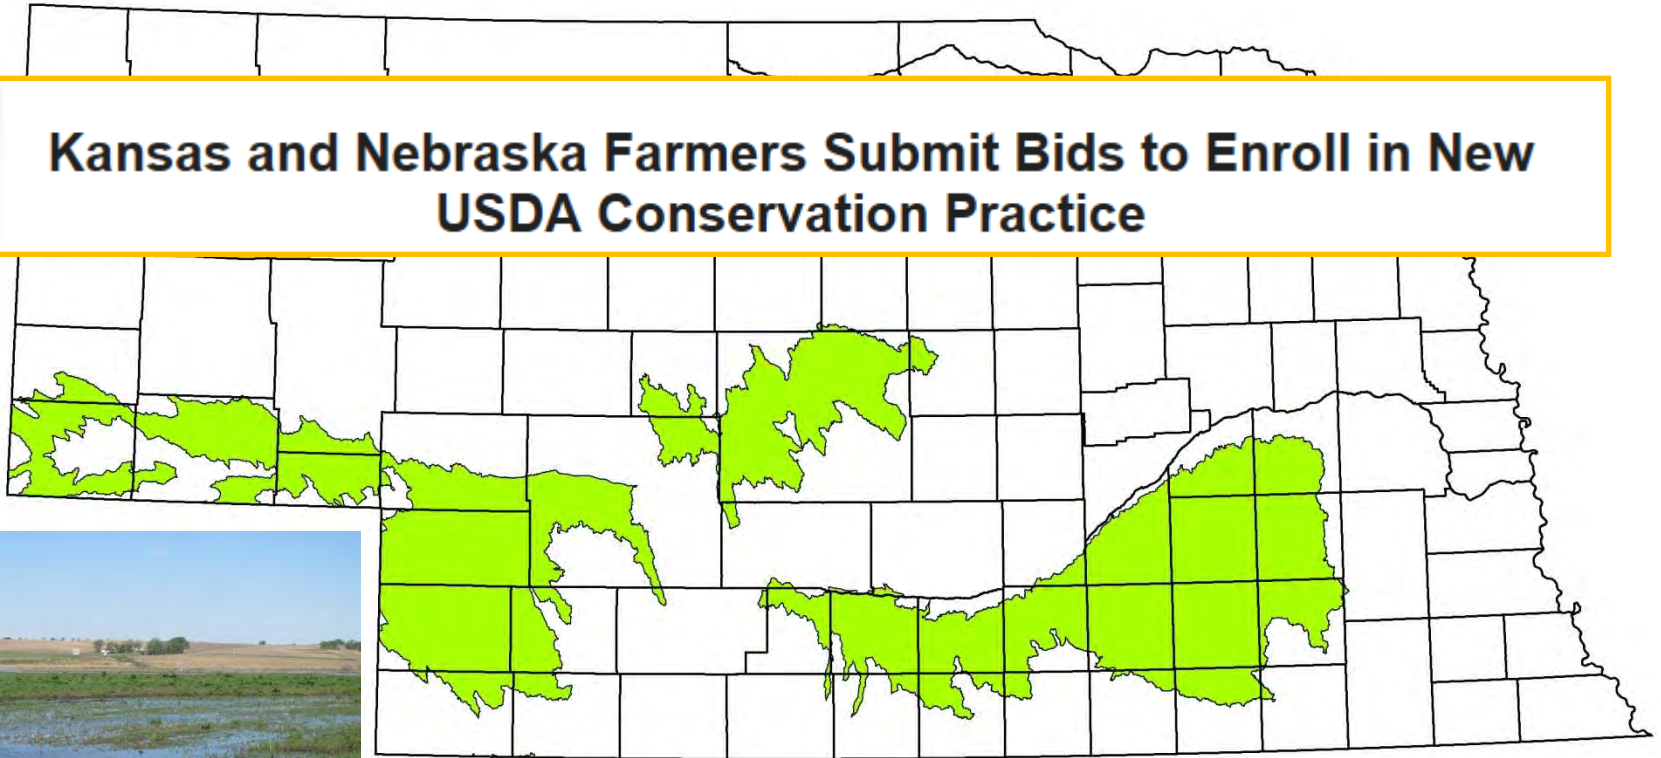 Kansas and Nebraska Farmers Submit Bids to Enroll in New
USDA Conservation Practice